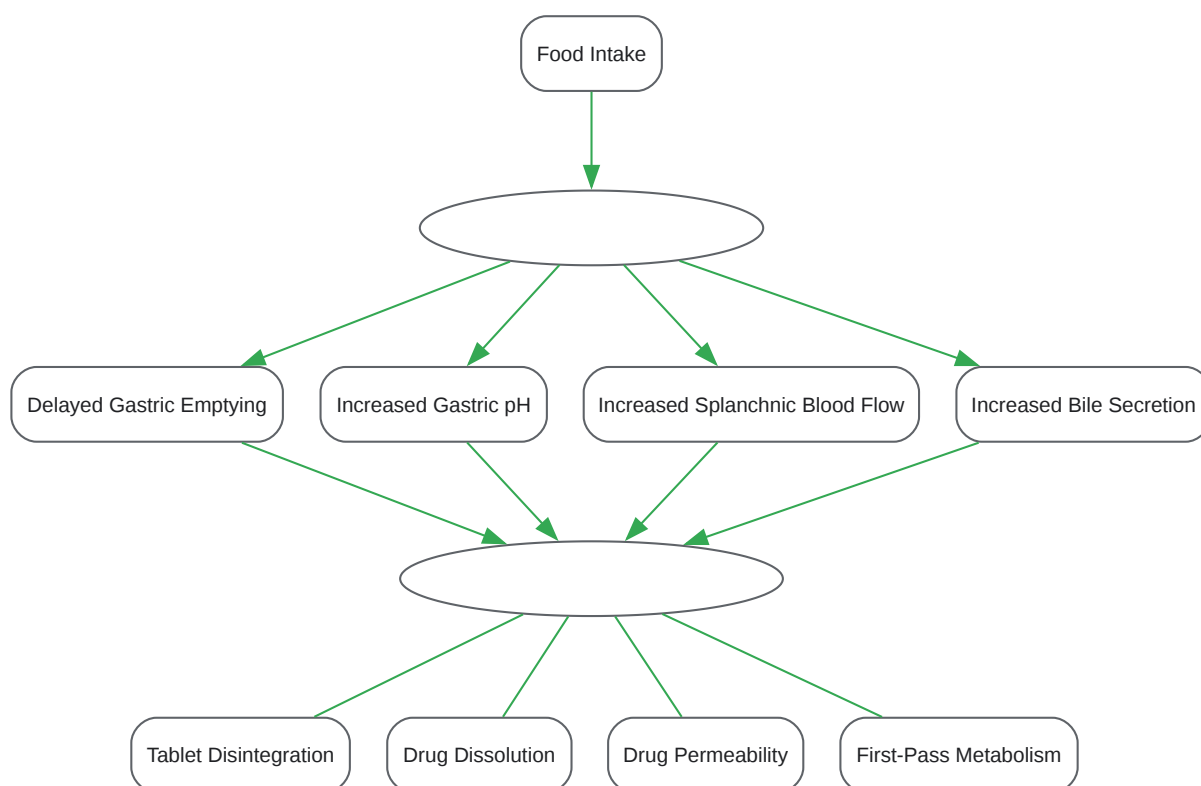 Food Intake
Delayed Gastric Emptying
Increased Gastric pH
Increased Splanchnic Blood Flow
Increased Bile Secretion
Tablet Disintegration
Drug Dissolution
Drug Permeability
First-Pass Metabolism